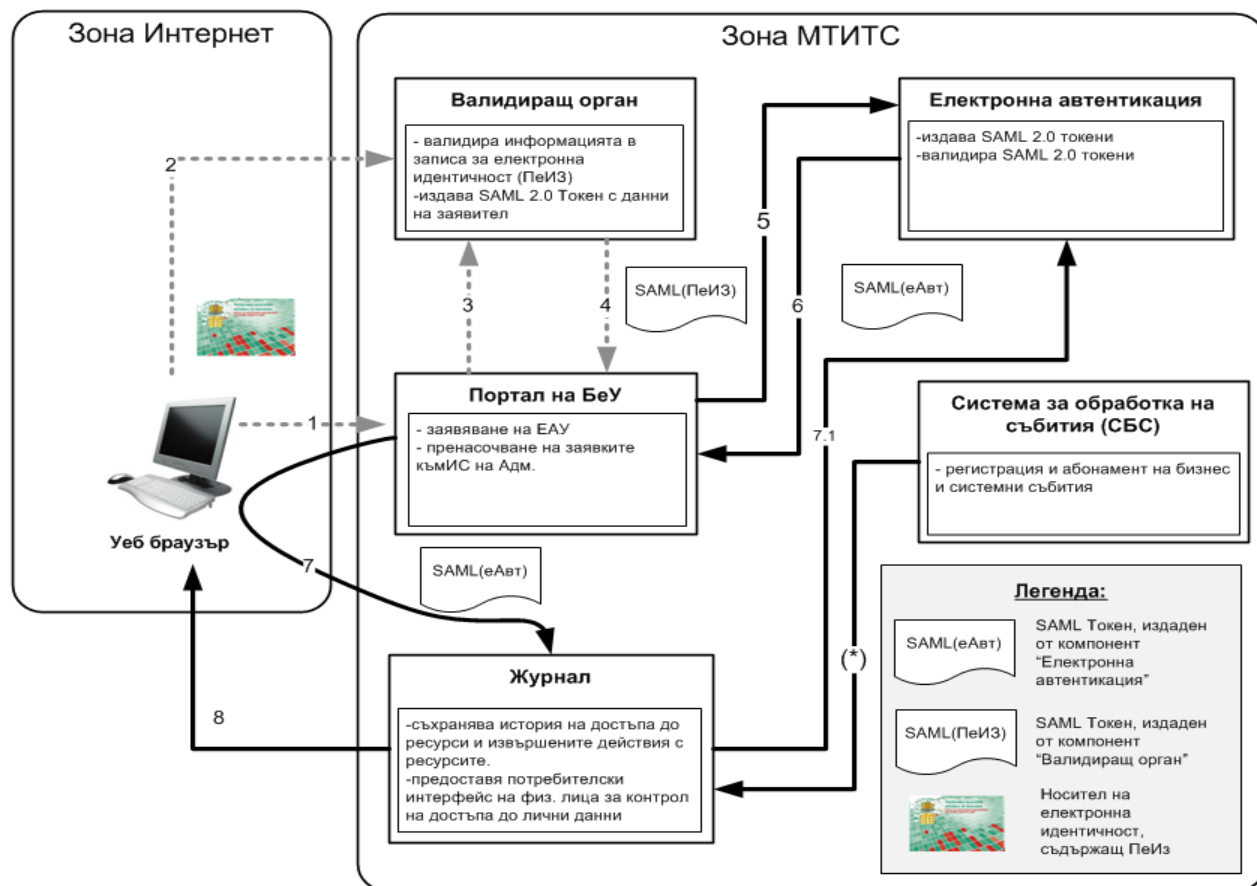 Зона Интернет
Зона МТИТС
Валидиращ орган
- валидира информацията в
записа за електронна
идентичност (ПеИЗ)
-издава SAML 2.0 Токен с данни
на заявител
Електронна автентикация
-издава SAML 2.0 токени
-валидира SAML 2.0 токени
2
5
3
4
SAML(ПеИЗ)
6
SAML(еАвт)
Портал на БеУ
- заявяване на ЕАУ
- пренасочване на заявките
къмИС на Адм.
1
7.1
Система за обработка на
събития (СБС)
- регистрация и абонамент на бизнес
и системни събития
Уеб браузър
7
SAML(еАвт)
(*)
8
Журнал
-съхранява история на достъпа до
ресурси и извършените действия с
ресурсите.
-предоставя потребителски
интерфейс на физ. лица за контрол
на достъпа до лични данни
Легенда:
SAML(еАвт)
SAML Токен, издаден
от компонент
“Електронна
автентикация”
SAML(ПеИЗ)
SAML Токен, издаден
от компонент
“Валидиращ орган”
Носител на
електронна
идентичност,
съдържащ ПеИз